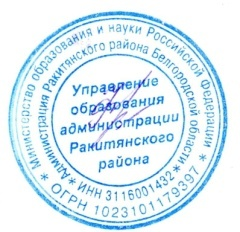 * Министерство образования и науки Российской Федерации
* Администрация Ракитянского района Белгородской области
* ИНН 3116001432 *
* ОГРН 1023101179397 *
Управление
образования
администрации
Ракитянского
района